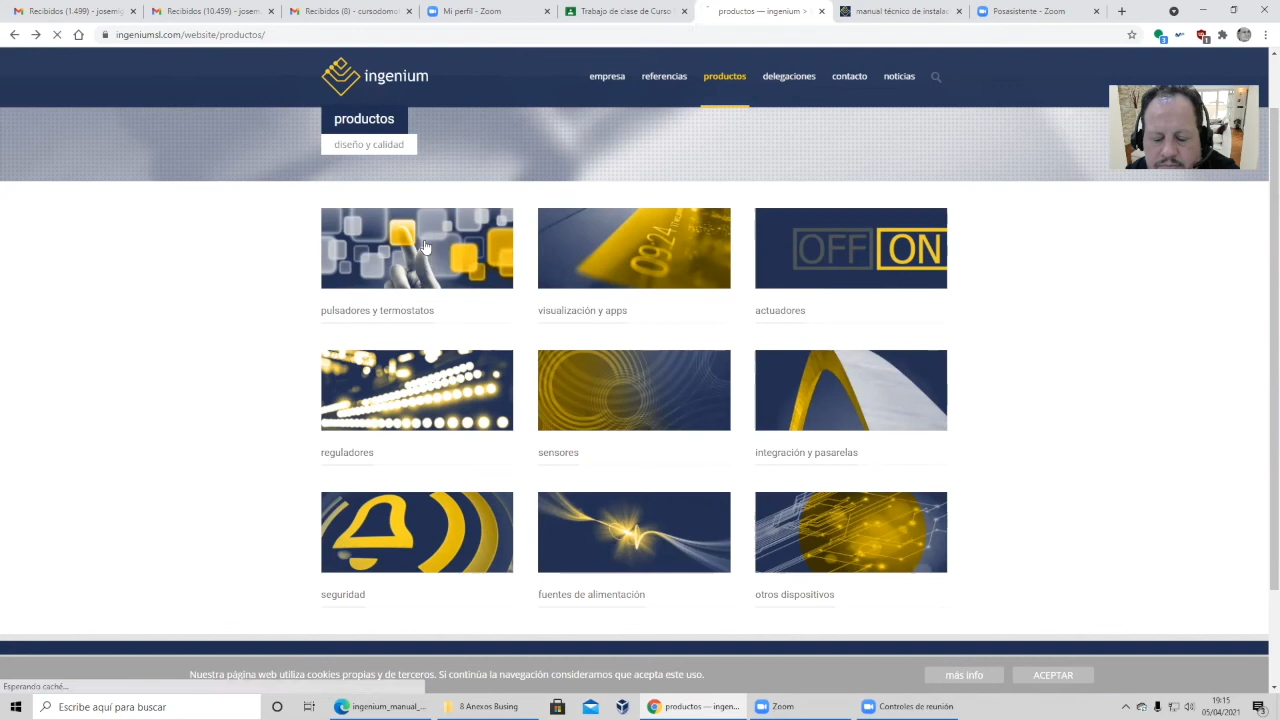 Recibidos (1.499) - josemig
Recibidos (10.459) - josem
Recibidos (8) - cursodomot
Mi perfil - Zoom
Trabajo de clase de Curso
productos — ingenium >
manual técnico de instalac
Posasistente - Zoom
ingeniumsl.com/website/productos/
ingenium
empresa
referencias
productos
delegaciones
contacto
noticias
productos
diseño y calidad
09:24
OFF ON
pulsadores y termostatos
visualización y apps
actuadores
reguladores
sensores
integración y pasarelas
seguridad
fuentes de alimentación
otros dispositivos
Nuestra página web utiliza cookies propias y de terceros. Si continúa la navegación consideramos que acepta este uso.
más info
ACEPTAR
Esperando caché...
Escribe aquí para buscar
ingenium_manual_...
8 Anexos Busing
productos — ingen...
Zoom
Controles de reunión
19:15
05/04/2021